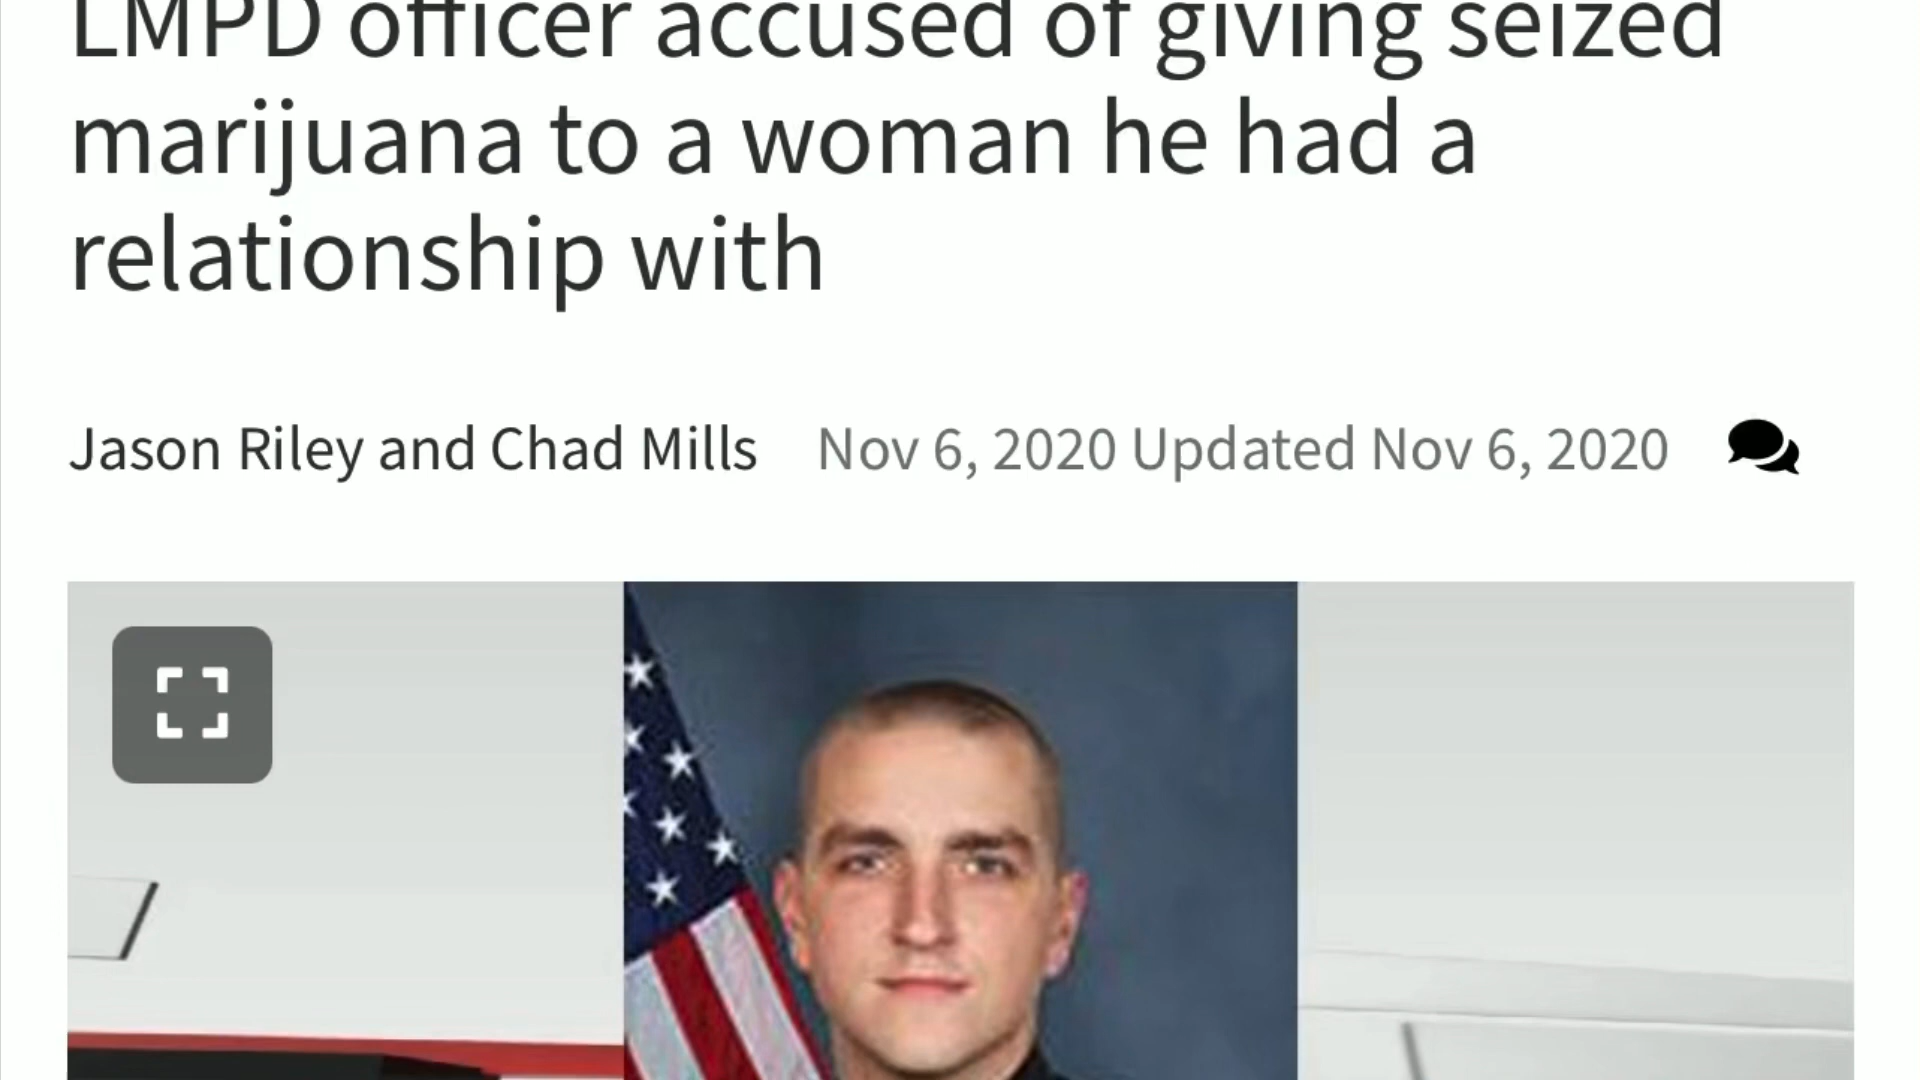 LMPD officer accused of giving seized
marijuana to a woman he had a
relationship with
Jason Riley and Chad Mills Nov 6, 2020 Updated Nov 6, 2020